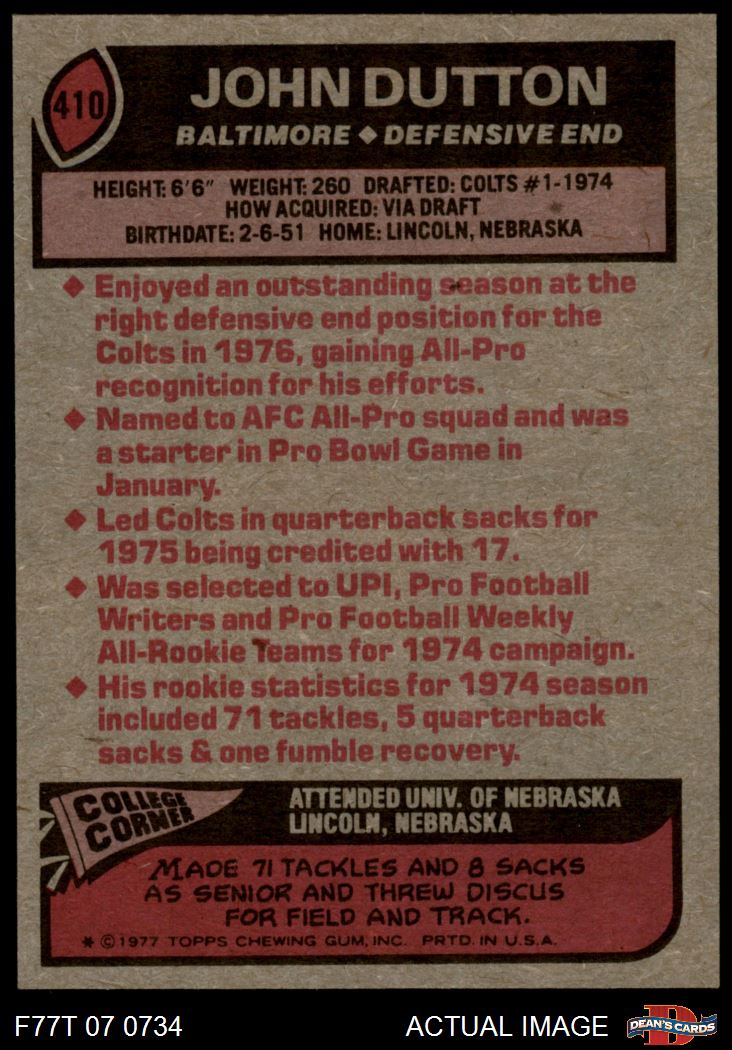 410
JOHN DUTTON
BALTIMORE ◆ DEFENSIVE END
HEIGHT: 6'6" WEIGHT: 260 DRAFTED: COLTS #1-1974
HOW ACQUIRED: VIA DRAFT
BIRTHDATE: 2-6-51 HOME: LINCOLN, NEBRASKA
◆ Enjoyed an outstanding season at the
right defensive end position for the
Colts in 1976, gaining All-Pro
recognition for his efforts.
◆ Named to AFC All-Pro squad and was
a starter in Pro Bowl Game in
January.
◆ Led Colts in quarterback sacks for
1975 being credited with 17.
◆ Was selected to UPI, Pro Football
Writers and Pro Football Weekly
All-Rookie Teams for 1974 campaign.
◆ His rookie statistics for 1974 season
included 71 tackles, 5 quarterback
sacks & one fumble recovery.
COLLEGE
CORNER
ATTENDED UNIV. OF NEBRASKA
LINCOLN, NEBRASKA
MADE 71 TACKLES AND 8 SACKS
AS SENIOR AND THREW DISCUS
FOR FIELD AND TRACK.
* © 1977 TOPPS CHEWING GUM, INC. PRTD. IN U.S.A.
F77T 07 0734
ACTUAL IMAGE
D
DEAN'S CARDS